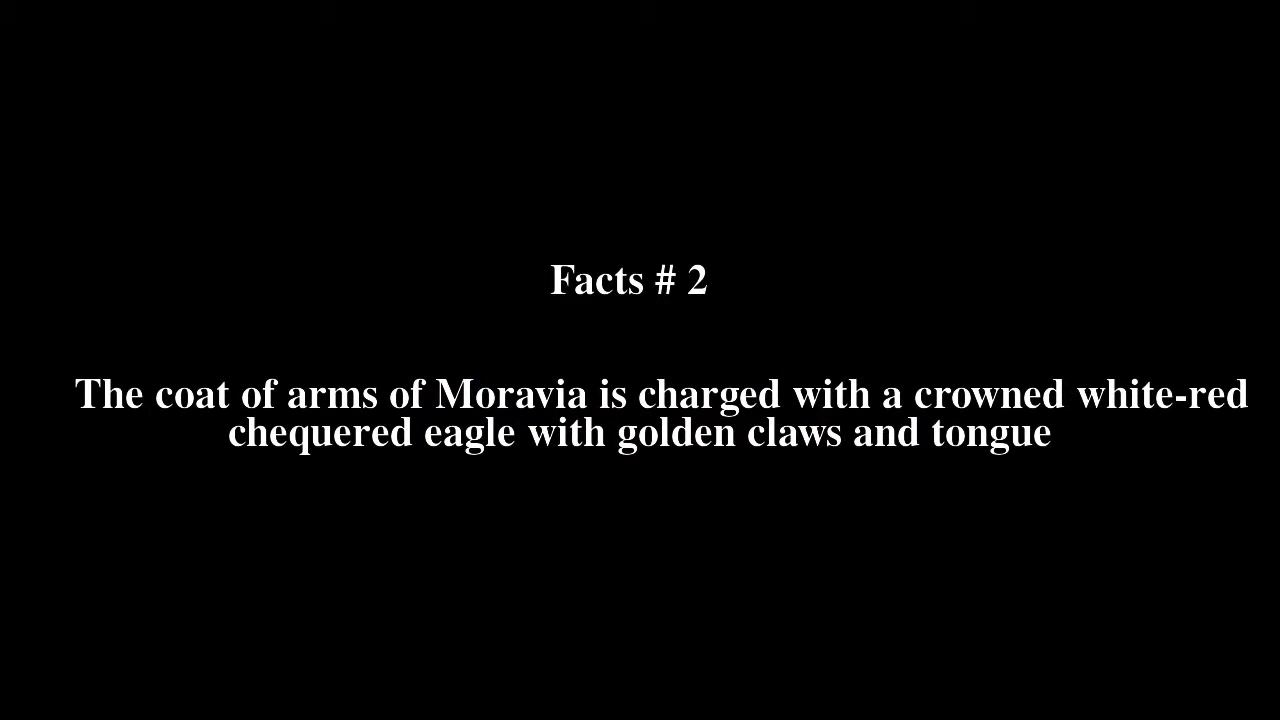 Facts # 2
The coat of arms of Moravia is charged with a crowned white-red
chequered eagle with golden claws and tongue